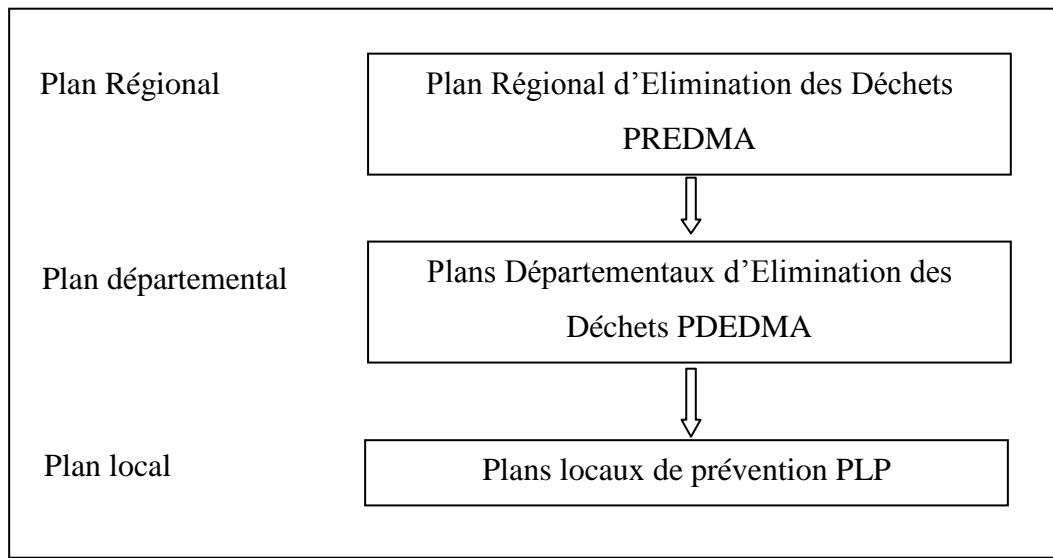 Plan Régional
Plan Régional d’Elimination des Déchets
PREDMA
Plan départemental
Plans Départementaux d’Elimination des
Déchets PDEDMA
Plan local
Plans locaux de prévention PLP